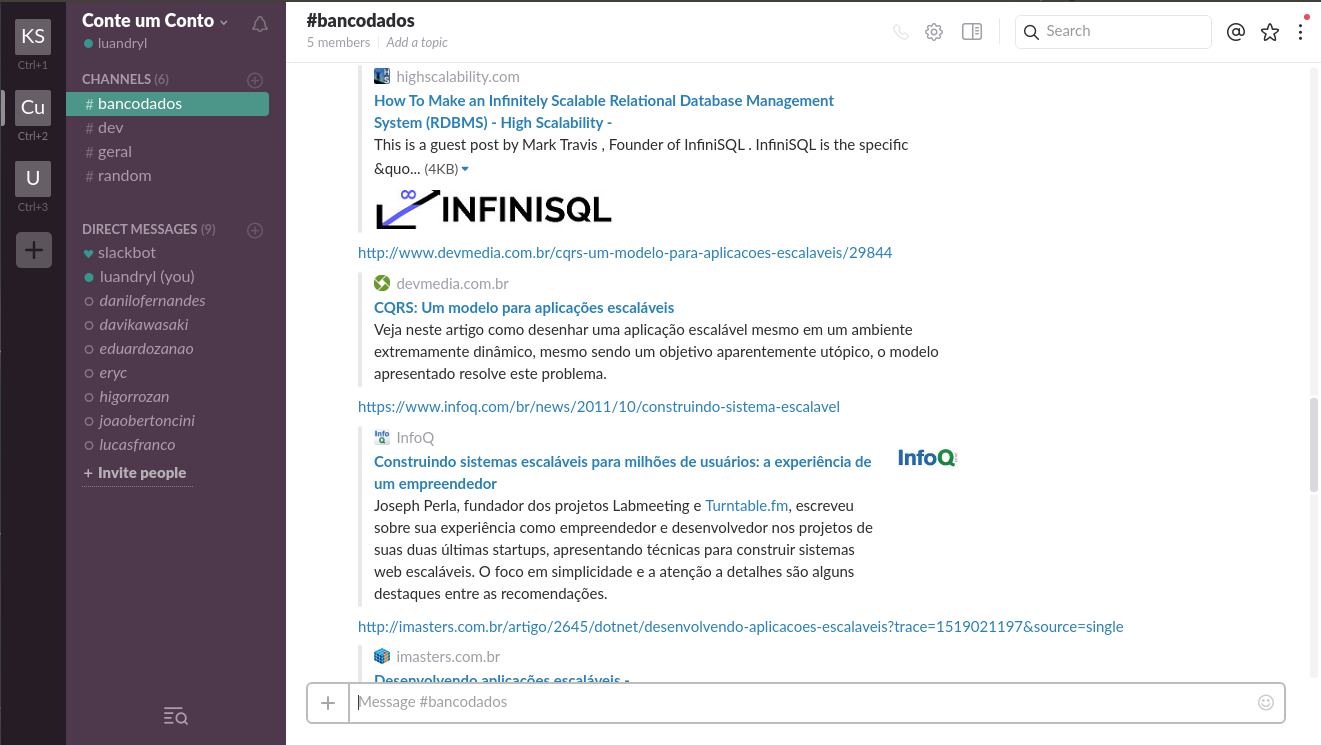 KS
Ctrl+1
Cu
Ctrl+2
U
Ctrl+3
+
Conte um Conto
luandryl
CHANNELS (6)
# bancodados
# dev
# geral
# random
DIRECT MESSAGES (9)
slackbot
luandryl (you)
danilofernandes
davikawasaki
eduardozanao
eryc
higorrozan
joaobertoncini
lucasfranco
+ Invite people
#bancodados
5 members | Add a topic
Search
highscalability.com
How To Make an Infinitely Scalable Relational Database Management
System (RDBMS) - High Scalability -
This is a guest post by Mark Travis , Founder of InfiniSQL . InfiniSQL is the specific
&quo... (4KB)
INFINISQL
http://www.devmedia.com.br/cqrs-um-modelo-para-aplicacoes-escalaveis/29844
devmedia.com.br
CQRS: Um modelo para aplicações escaláveis
Veja neste artigo como desenhar uma aplicação escalável mesmo em um ambiente
extremamente dinâmico, mesmo sendo um objetivo aparentemente utópico, o modelo
apresentado resolve este problema.
https://www.infoq.com/br/news/2011/10/construindo-sistema-escalavel
InfoQ
Construindo sistemas escaláveis para milhões de usuários: a experiência de
um empreendedor
InfoQ
Joseph Perla, fundador dos projetos Labmeeting e Turntable.fm, escreveu
sobre sua experiência como empreendedor e desenvolvedor nos projetos de
suas duas últimas startups, apresentando técnicas para construir sistemas
web escaláveis. O foco em simplicidade e a atenção a detalhes são alguns
destaques entre as recomendações.
http://imasters.com.br/artigo/2645/dotnet/desenvolvendo-aplicacoes-escalaveis?trace=1519021197&source=single
imasters.com.br
Desenvolvendo aplicações escaláveis -
Message #bancodados